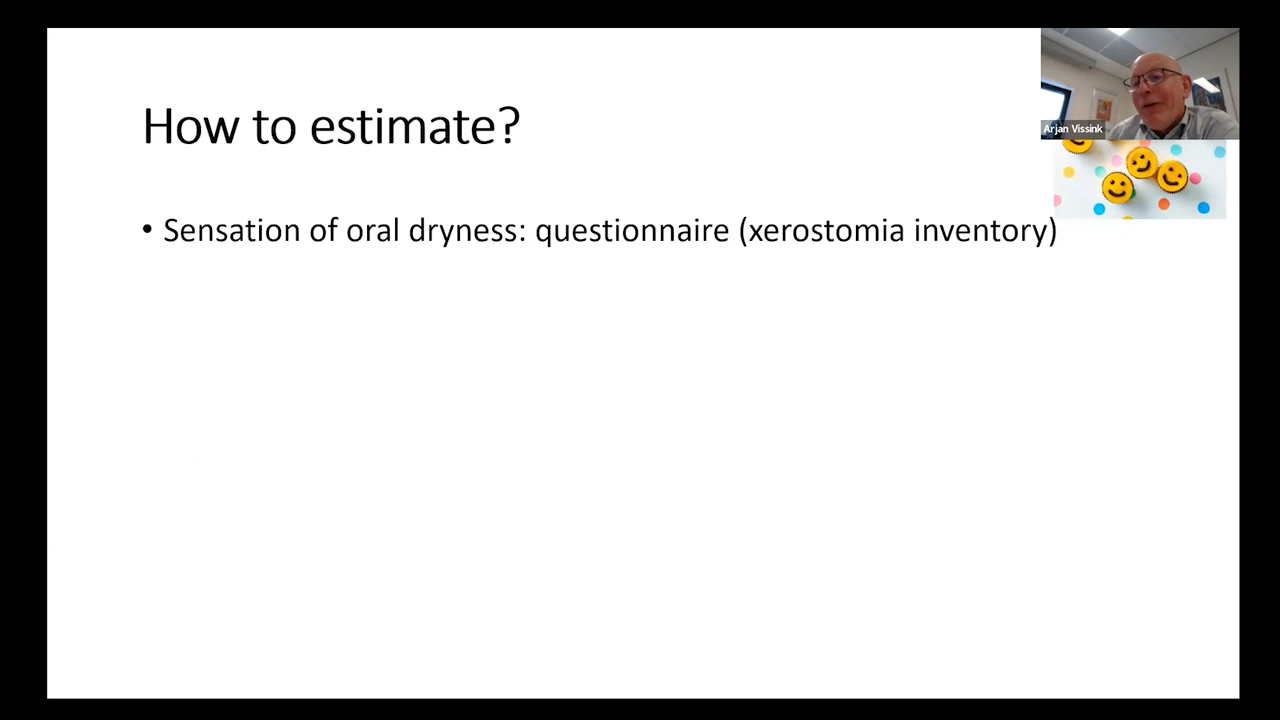 How to estimate?
Arjan Vissink
• Sensation of oral dryness: questionnaire (xerostomia inventory)